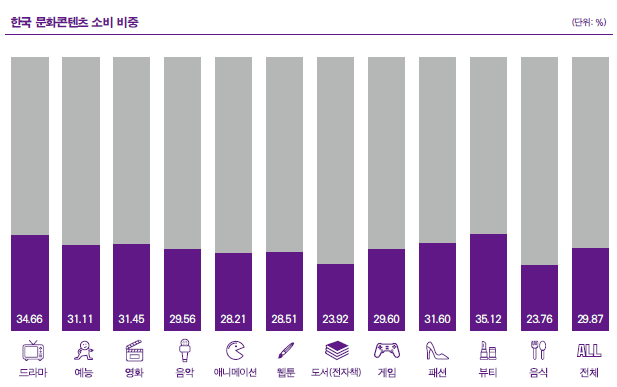 한국 문화콘텐츠 소비 비중
(단위: %)
34.66 31.11 31.45 29.56 28.21 28.51 23.92 29.60 31.60 35.12 23.76 29.87
ALL
드라마 예능 영화 음악 애니메이션 웹툰 도서(전자책) 게임 패션 뷰티 음식 전체